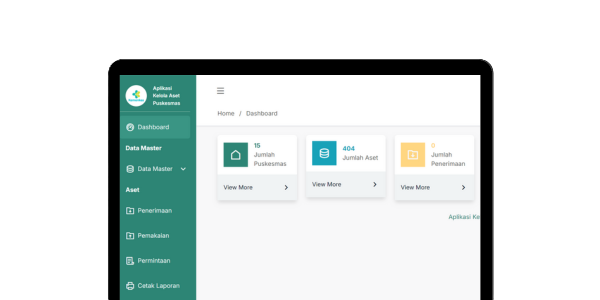 Aplikasi
Kelola Aset
Puskesmas
Dashboard
Data Master
Data Master
Aset
Penerimaan
Pemakaian
Permintaan
Cetak Laporan
Home / Dashboard
15
Jumlah
Puskesmas
View More
404
Jumlah Aset
View More
0
Jumlah
Penerimaan
View More
Aplikasi Ke